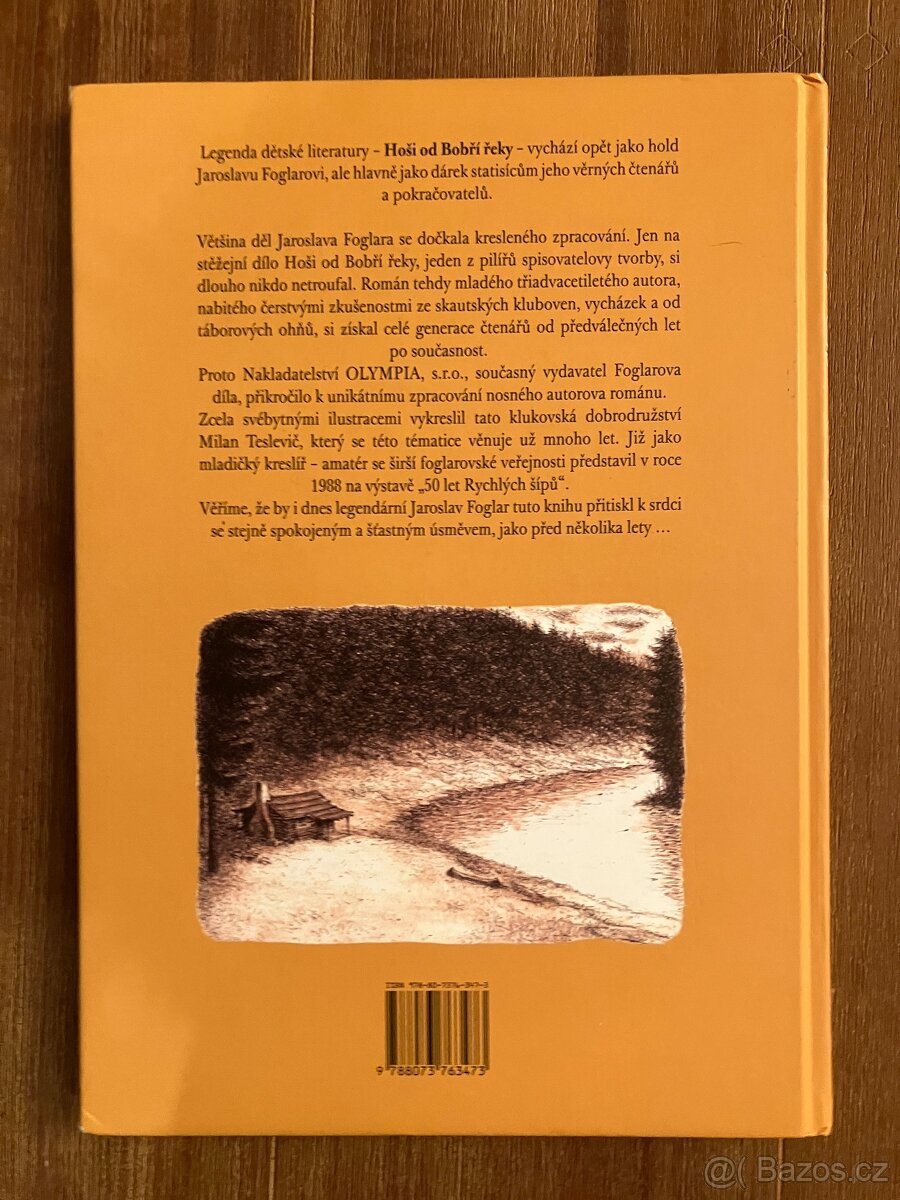 Legenda dětské literatury – Hoši od Bobří řeky – vychází opět jako hold
Jaroslavu Foglarovi, ale hlavně jako dárek statisícům jeho věrných čtenářů
a pokračovatelů.
Většina děl Jaroslava Foglara se dočkala kresleného zpracování. Jen na
stěžejní dílo Hoši od Bobří řeky, jeden z pilířů spisovatelovy tvorby, si
dlouho nikdo netroufal. Román tehdy mladého třiadvacetiletého autora,
nabitého čerstvými zkušenostmi ze skautských kluboven, vycházek a od
táborových ohňů, si získal celé generace čtenářů od předválečných let
po současnost.
Proto Nakladatelství OLYMPIA, s.r.o., současný vydavatel Foglarova
díla, přikročilo k unikátnímu zpracování nosného autorova románu.
Zcela svébytnými ilustracemi vykreslil tato klukovská dobrodružství
Milan Teslevič, který se této tématice věnuje už mnoho let. Již jako
mladičký kreslíř – amatér se širší foglarovské veřejnosti představil v roce
1988 na výstavě „50 let Rychlých šípů“.
Věříme, že by i dnes legendární Jaroslav Foglar tuto knihu přitiskl k srdci
se stejně spokojeným a šťastným úsměvem, jako před několika lety …
ISBN 978-80-7376-347-3
9 788073 763473
@( Bazos.cz